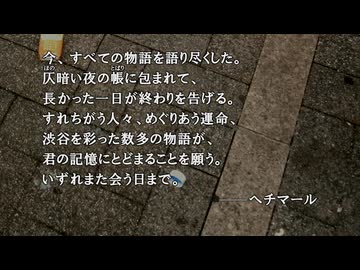 今、すべての物語を語り尽くした。
仄暗い夜の帳に包まれて、
長かった一日が終わりを告げる。
すれちがう人々、めぐりあう運命、
渋谷を彩った数多の物語が、
君の記憶にとどまることを願う。
いずれまた会う日まで。
——ヘチマール